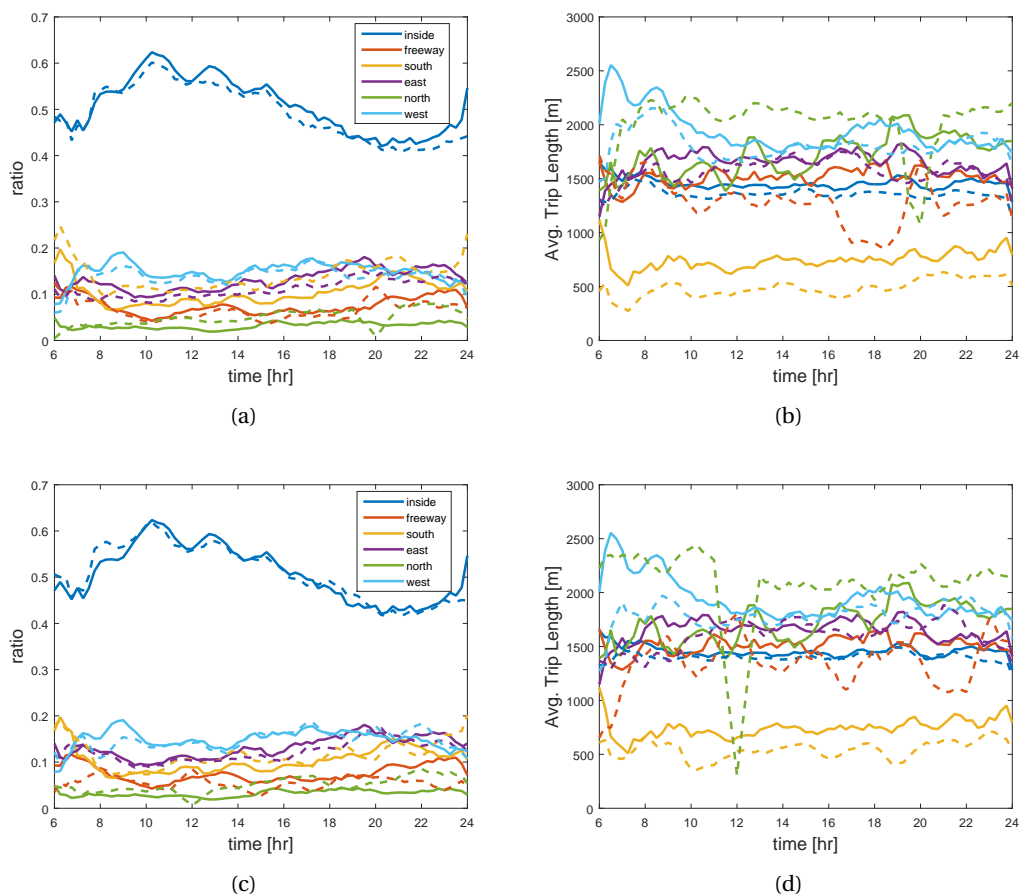 0.7
0.6
0.5
0.4
0.3
0.2
0.1
0
ratio
6 8 10 12 14 16 18 20 22 24
time [hr]
inside
freeway
south
east
north
west
(a)
3000
2500
2000
1500
1000
500
0
Avg. Trip Length [m]
6 8 10 12 14 16 18 20 22 24
time [hr]
(b)
0.7
0.6
0.5
0.4
0.3
0.2
0.1
0
ratio
6 8 10 12 14 16 18 20 22 24
time [hr]
inside
freeway
south
east
north
west
(c)
3000
2500
2000
1500
1000
500
0
Avg. Trip Length [m]
6 8 10 12 14 16 18 20 22 24
time [hr]
(d)